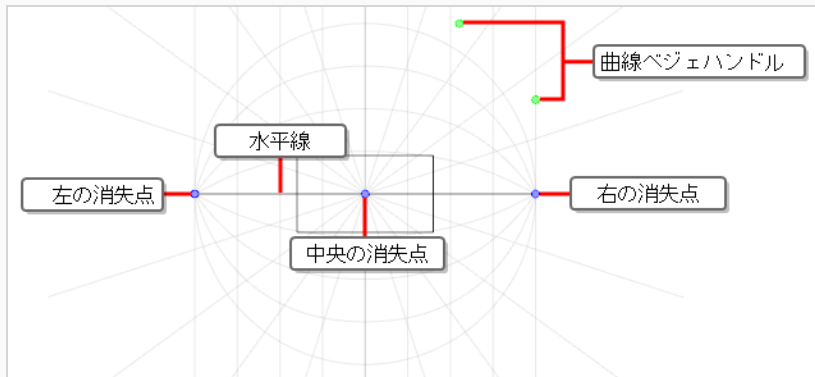 曲線ベジェハンドル
水平線
左の消失点
右の消失点
中央の消失点